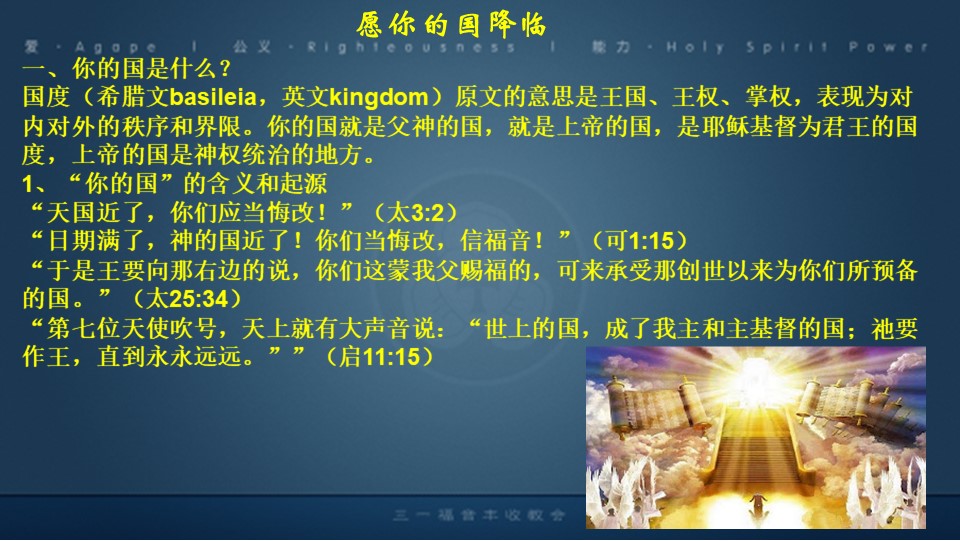 愿你的国降临
爱·Agape | 公义·Righteousness | 能力·Holy Spirit Power
一、你的国是什么？
国度（希腊文basileia，英文kingdom）原文的意思是王国、王权、掌权，表现为对
内对外的秩序和界限。你的国就是父神的国，就是上帝的国，是耶稣基督为君王的国
度，上帝的国是神权统治的地方。
1、“你的国”的含义和起源
“天国近了，你们应当悔改！”（太3:2）
“日期满了，神的国近了！你们当悔改，信福音！”（可1:15）
“于是王要向那右边的说，你们这蒙我父赐福的，可来承受那创世以来为你们所预备
的国。”（太25:34）
“第七位天使吹号，天上就有大声音说：“世上的国，成了我主和主基督的国；祂要
作王，直到永永远远。””（启11:15）
三一福音丰收教会